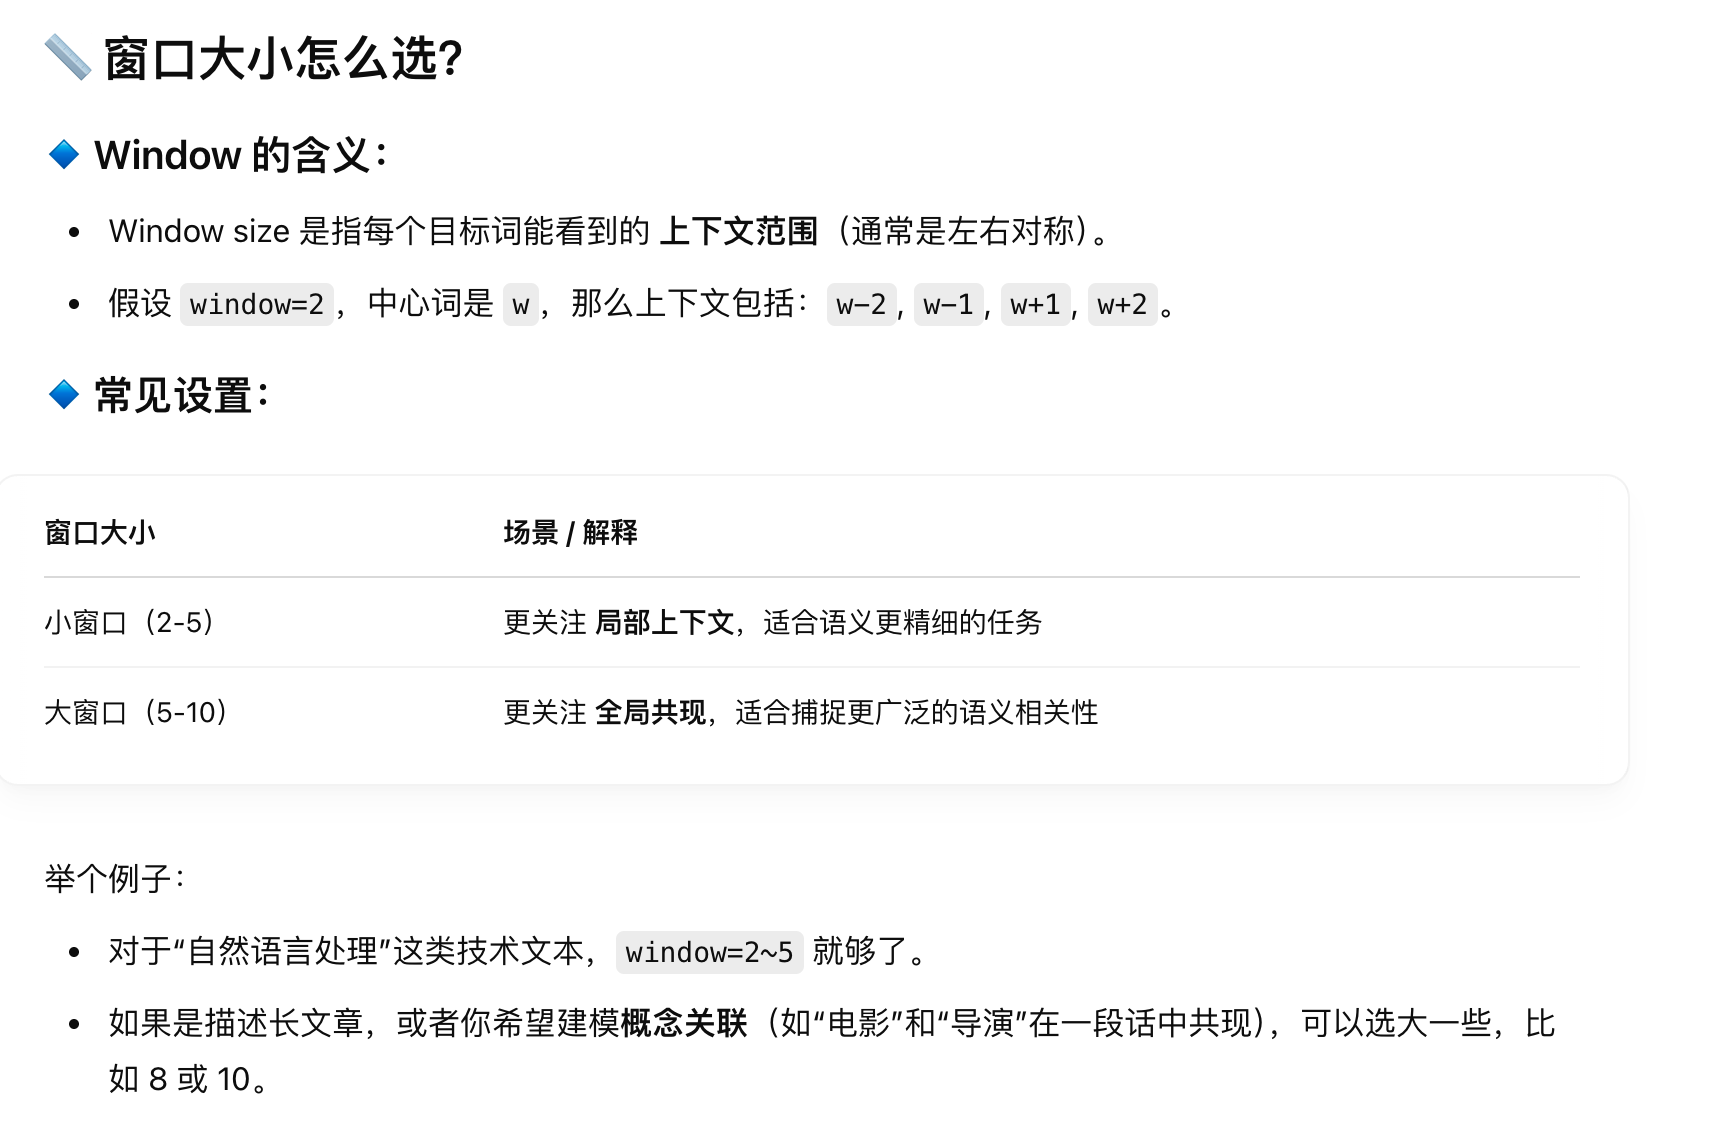 📏 窗口大小怎么选？
🔷 Window 的含义：
• Window size 是指每个目标词能看到的 上下文范围（通常是左右对称）。
• 假设 window=2，中心词是 w，那么上下文包括：w−2, w−1, w+1, w+2。
🔷 常见设置：
窗口大小 场景 / 解释
小窗口（2-5） 更关注 局部上下文，适合语义更精细的任务
大窗口（5-10） 更关注 全局共现，适合捕捉更广泛的语义相关性
举个例子：
• 对于“自然语言处理”这类技术文本，window=2~5 就够了。
• 如果是描述长文章，或者你希望建模概念关联（如“电影”和“导演”在一段话中共现），可以选大一些，比
如 8 或 10。